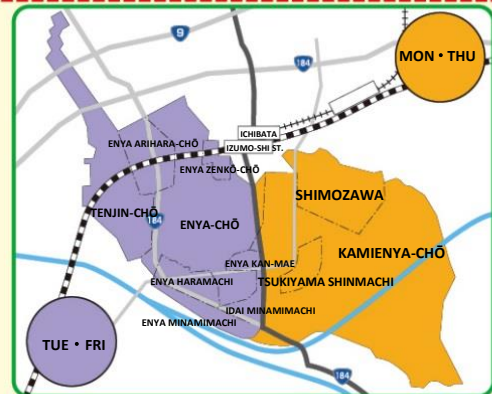 9
184
MON・THU
ICHIBATA
IZUMO-SHI ST.
ENYA ARIHARA-CHŌ
ENYA ZENKŌ-CHŌ
SHIMOZAWA
TENJIN-CHŌ
184
ENYA-CHŌ
KAMIENYA-CHŌ
ENYA KAN-MAE
ENYA HARAMACHI
TSUKIYAMA SHINMACHI
IDAI MINAMIMACHI
ENYA MINAMIMACHI
TUE・FRI
184